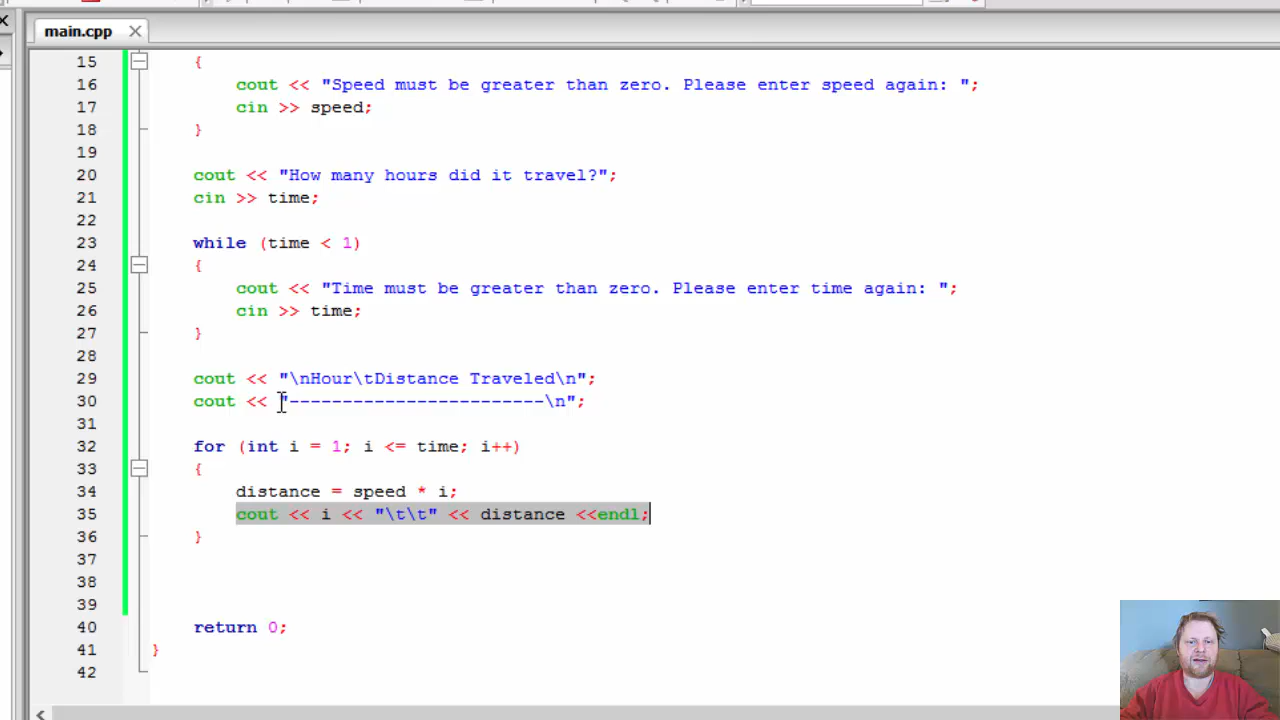 main.cpp
15 {
16 cout << "Speed must be greater than zero. Please enter speed again: ";
17 cin >> speed;
18 }
19
20 cout << "How many hours did it travel?";
21 cin >> time;
22
23 while (time < 1)
24 {
25 cout << "Time must be greater than zero. Please enter time again: ";
26 cin >> time;
27 }
28
29 cout << "\nHour\tDistance Traveled\n";
30 cout << "------------------------\n";
31
32 for (int i = 1; i <= time; i++)
33 {
34 distance = speed * i;
35 cout << i << "\t\t" << distance <<endl;
36 }
37
38
39
40 return 0;
41 }
42